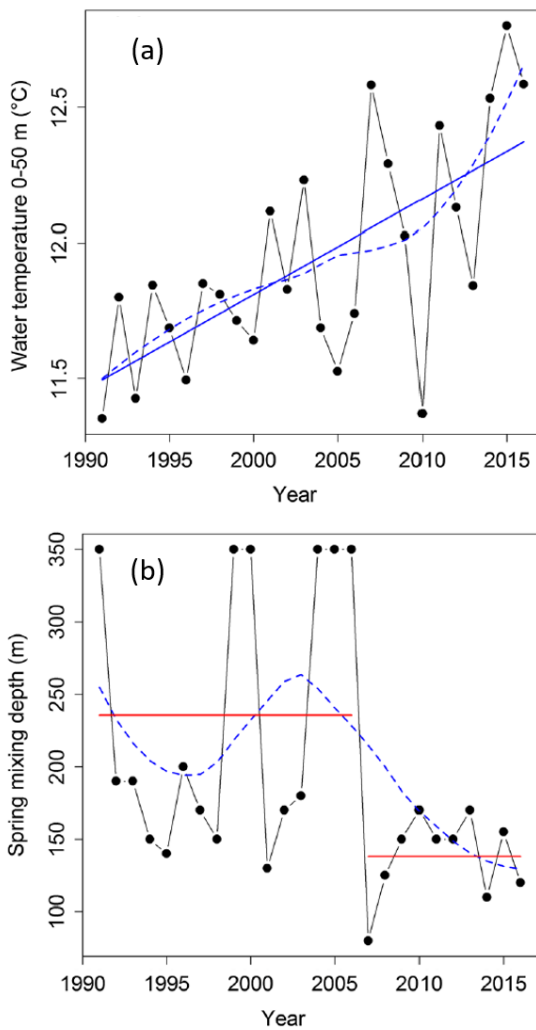 (a)
Water temperature 0-50 m (°C)
12.5
12.0
11.5
1990 1995 2000 2005 2010 2015
Year
(b)
Spring mixing depth (m)
350
300
250
200
150
100
1990 1995 2000 2005 2010 2015
Year